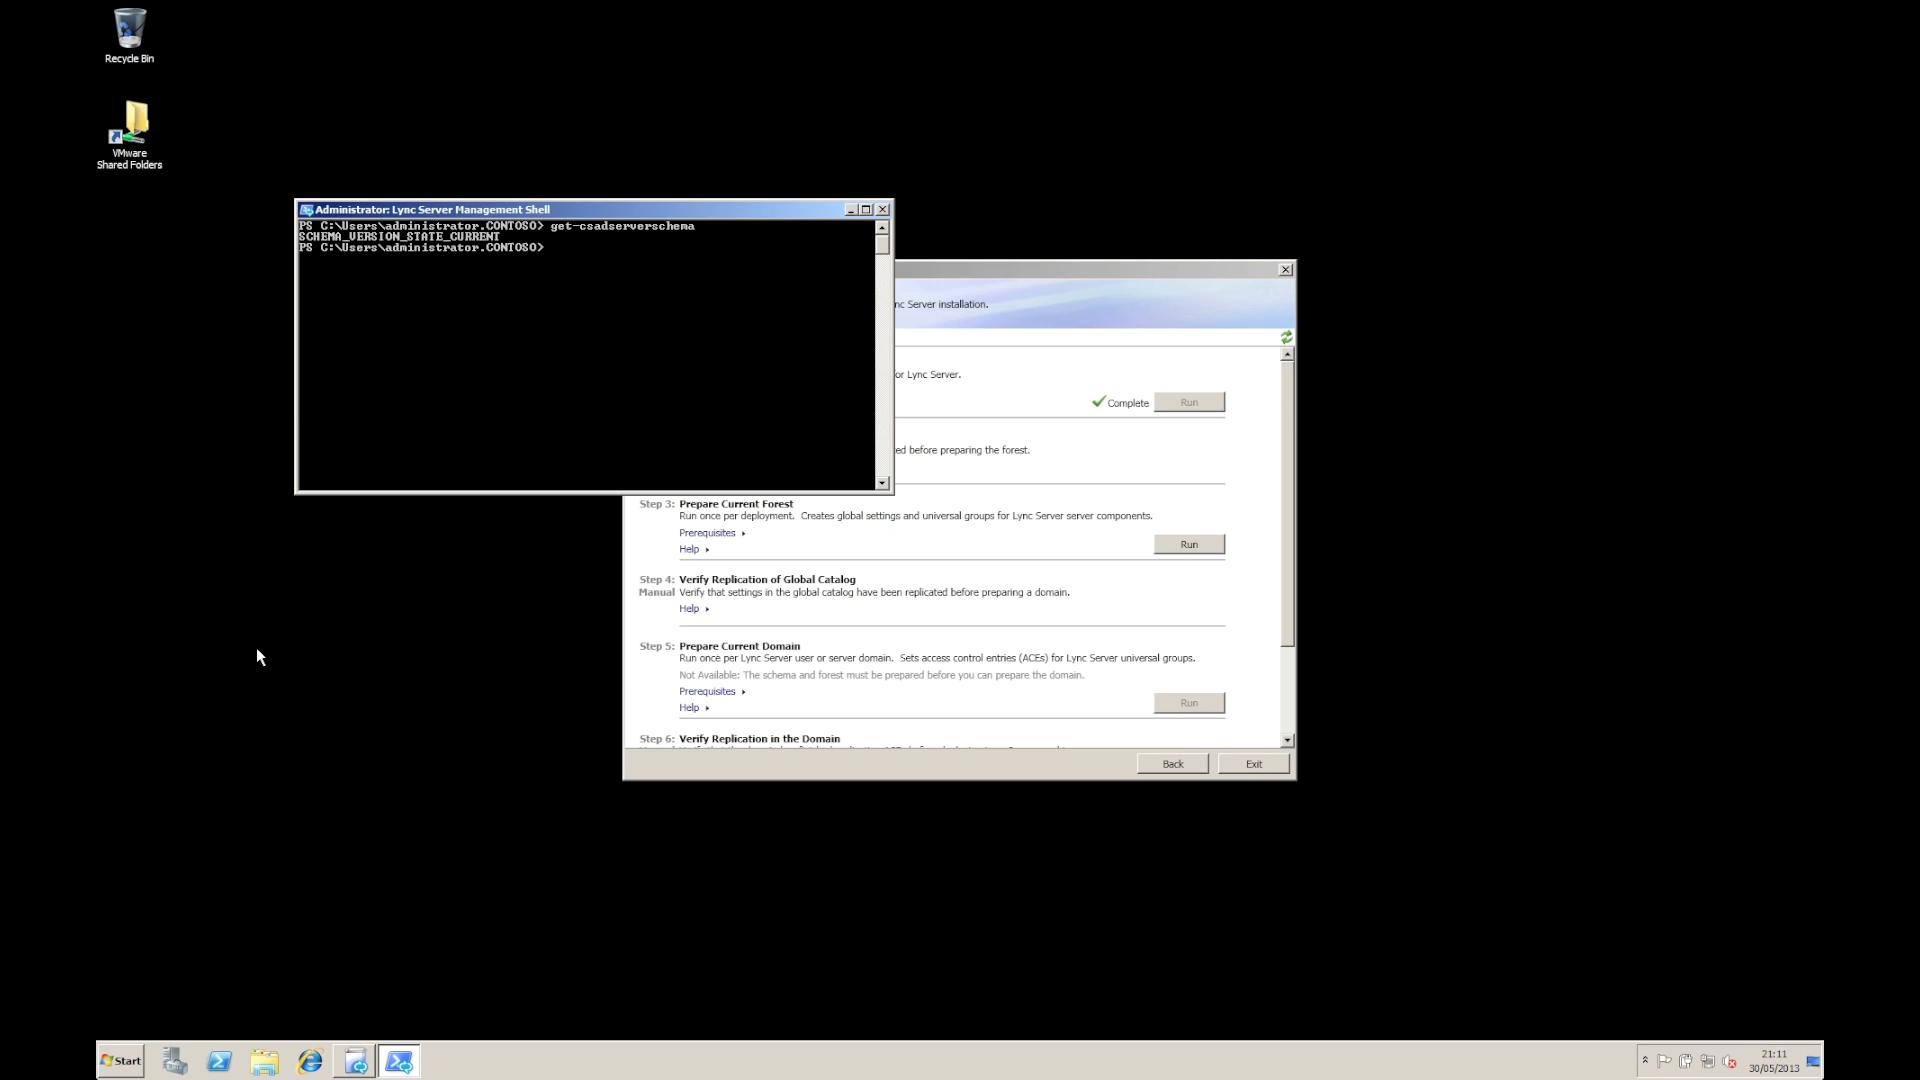 Recycle Bin
VMware
Shared Folders
Administrator: Lync Server Management Shell
PS C:\Users\administrator.CONTOSO> get-csadserverschema
SCHEMA_VERSION_STATE_CURRENT
PS C:\Users\administrator.CONTOSO>
nc Server installation.
or Lync Server.
Complete
Run
ed before preparing the forest.
Step 3: Prepare Current Forest
Run once per deployment. Creates global settings and universal groups for Lync Server server components.
Prerequisites
Help
Run
Step 4: Verify Replication of Global Catalog
Manual Verify that settings in the global catalog have been replicated before preparing a domain.
Help
Step 5: Prepare Current Domain
Run once per Lync Server user or server domain. Sets access control entries (ACEs) for Lync Server universal groups.
Not Available: The schema and forest must be prepared before you can prepare the domain.
Prerequisites
Help
Run
Step 6: Verify Replication in the Domain
Back
Exit
Start
21:11
30/05/2013